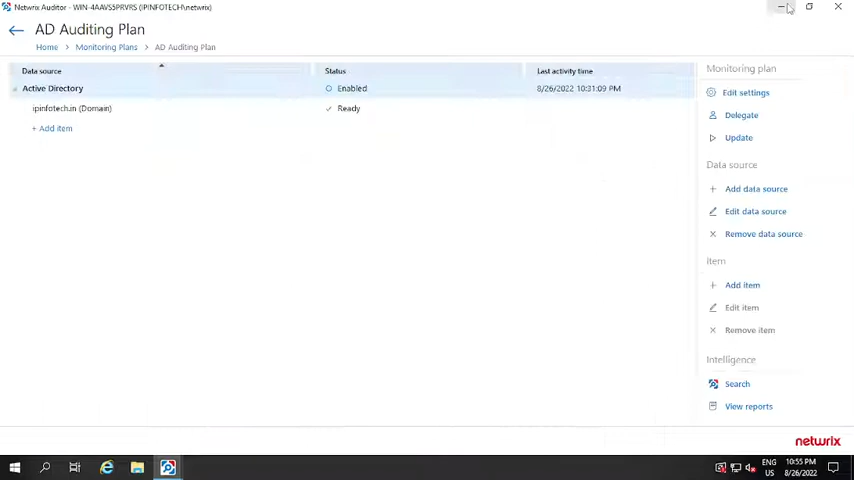 Netwrix Auditor - WIN-4AAVS5PRVRS (IPINFOTECH\netwrix)
AD Auditing Plan
Home > Monitoring Plans > AD Auditing Plan
Data source Status Last activity time
Active Directory Enabled 8/26/2022 10:31:09 PM
ipinfotech.in (Domain) Ready
+ Add item
Monitoring plan
Edit settings
Delegate
Update
Data source
Add data source
Edit data source
Remove data source
Item
Add item
Edit item
Remove item
Intelligence
Search
View reports
netwrix
ENG
US
10:55 PM
8/26/2022